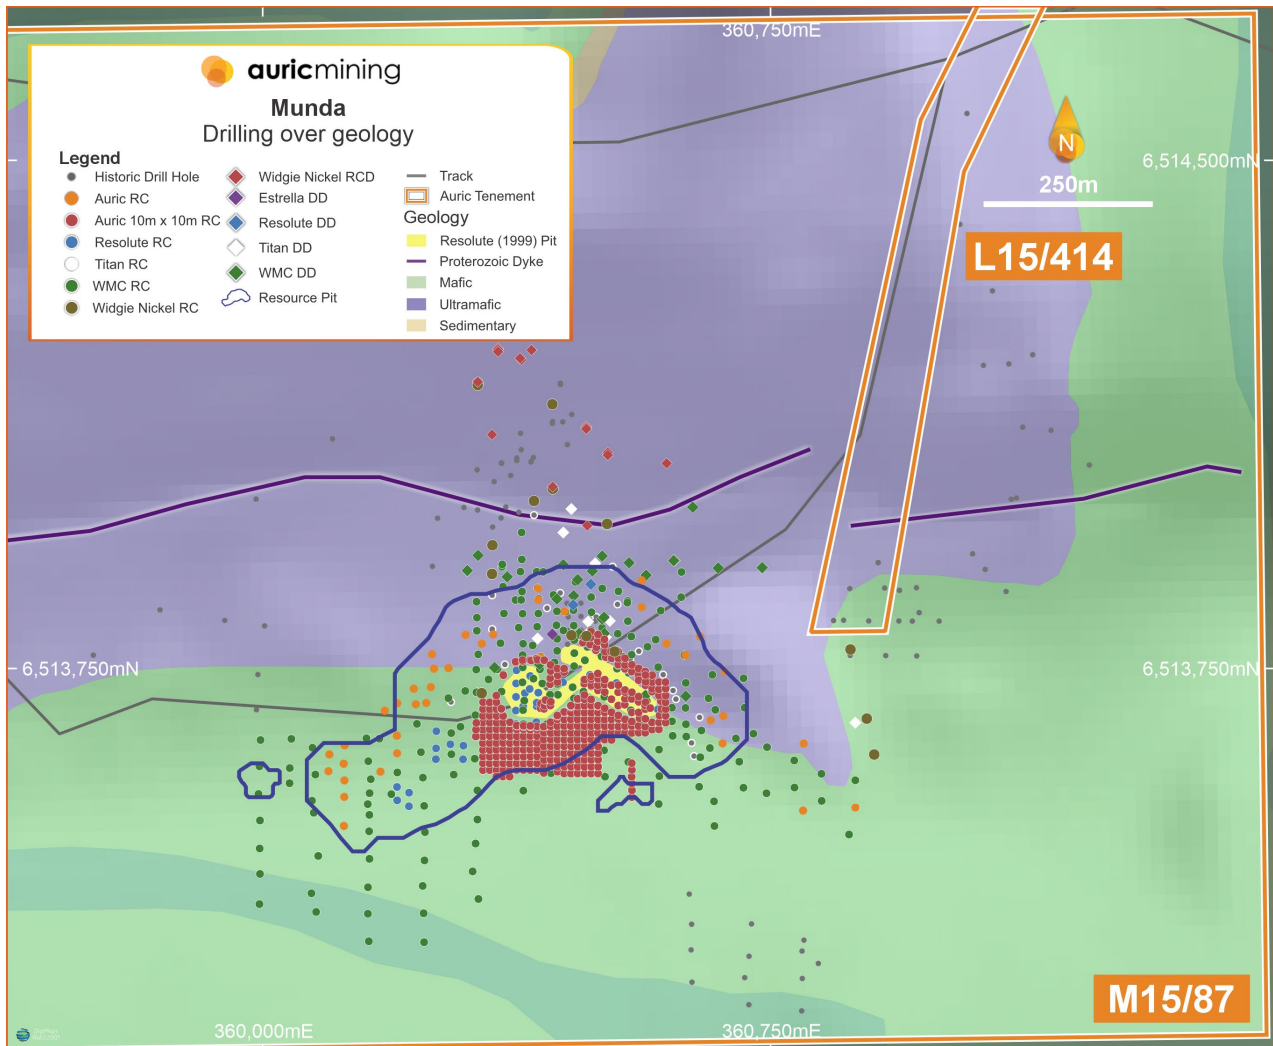 360,750mE
auricmining
Munda
Drilling over geology
Legend
Historic Drill Hole
Auric RC
Auric 10m x 10m RC
Resolute RC
Titan RC
WMC RC
Widgie Nickel RC
Widgie Nickel RCD
Estrella DD
Resolute DD
Titan DD
WMC DD
Resource Pit
Track
Auric Tenement
Geology
Resolute (1999) Pit
Proterozoic Dyke
Mafic
Ultramafic
Sedimentary
N
6,514,500mN
250m
L15/414
6,513,750mN
6,513,750mN
M15/87
360,000mE
360,750mE